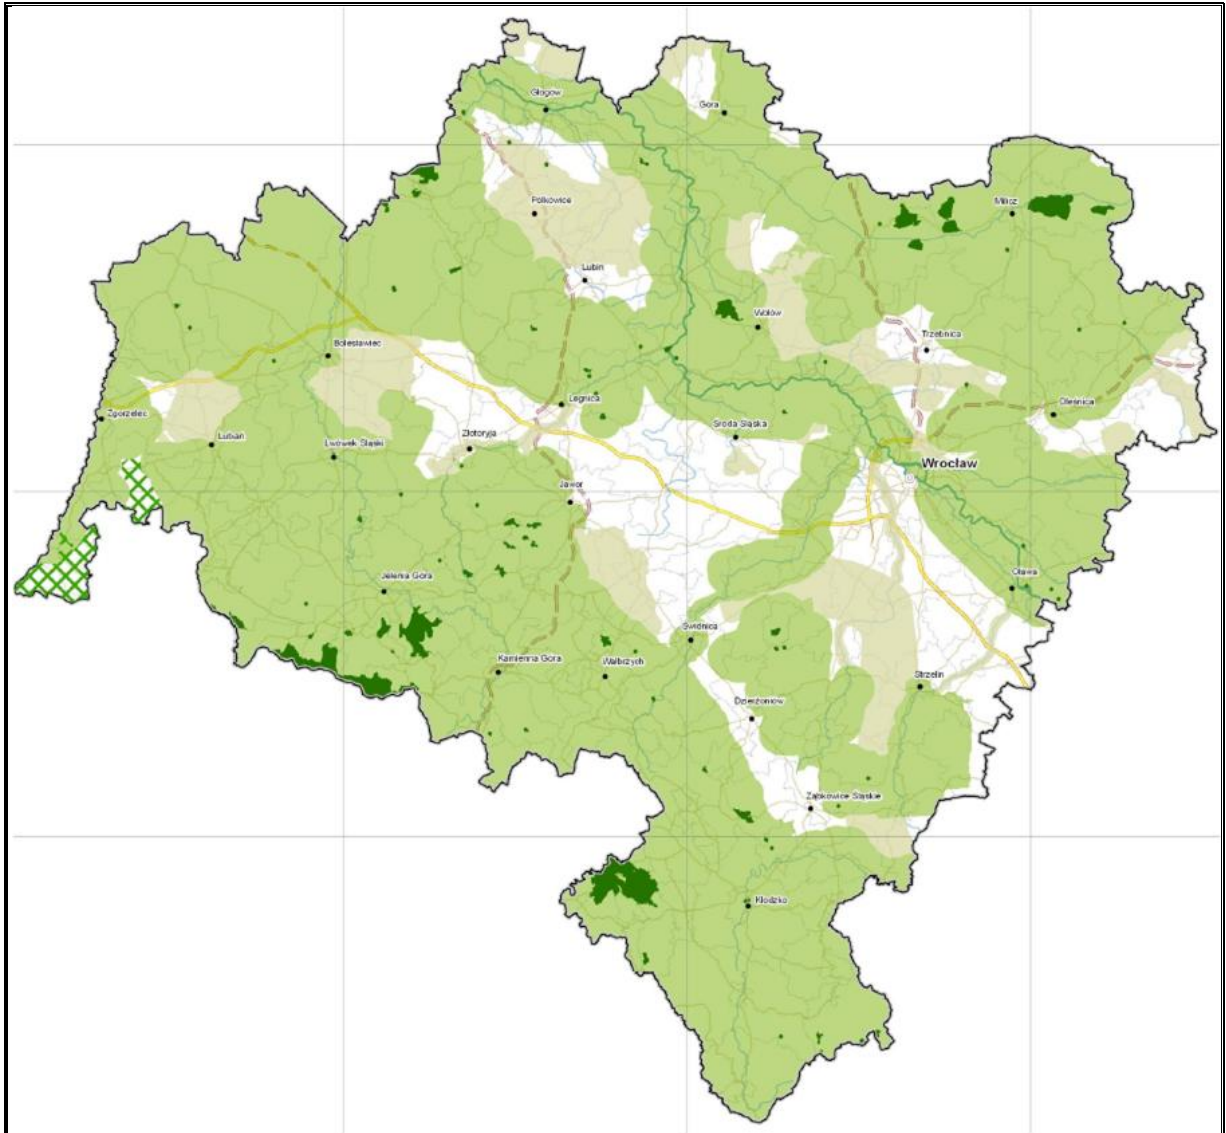 Głogów
Góra
Polkowice
Milicz
Lubin
Wołów
Trzebnica
Bolesławiec
Zgorzelec
Legnica
Oleśnica
Lubań
Lwówek Śląski
Złotoryja
Środa Śląska
Wrocław
Jawor
Jelenia Góra
Oława
Świdnica
Kamienna Góra
Wałbrzych
Strzelin
Dzierżoniów
Ząbkowice Śląskie
Kłodzko